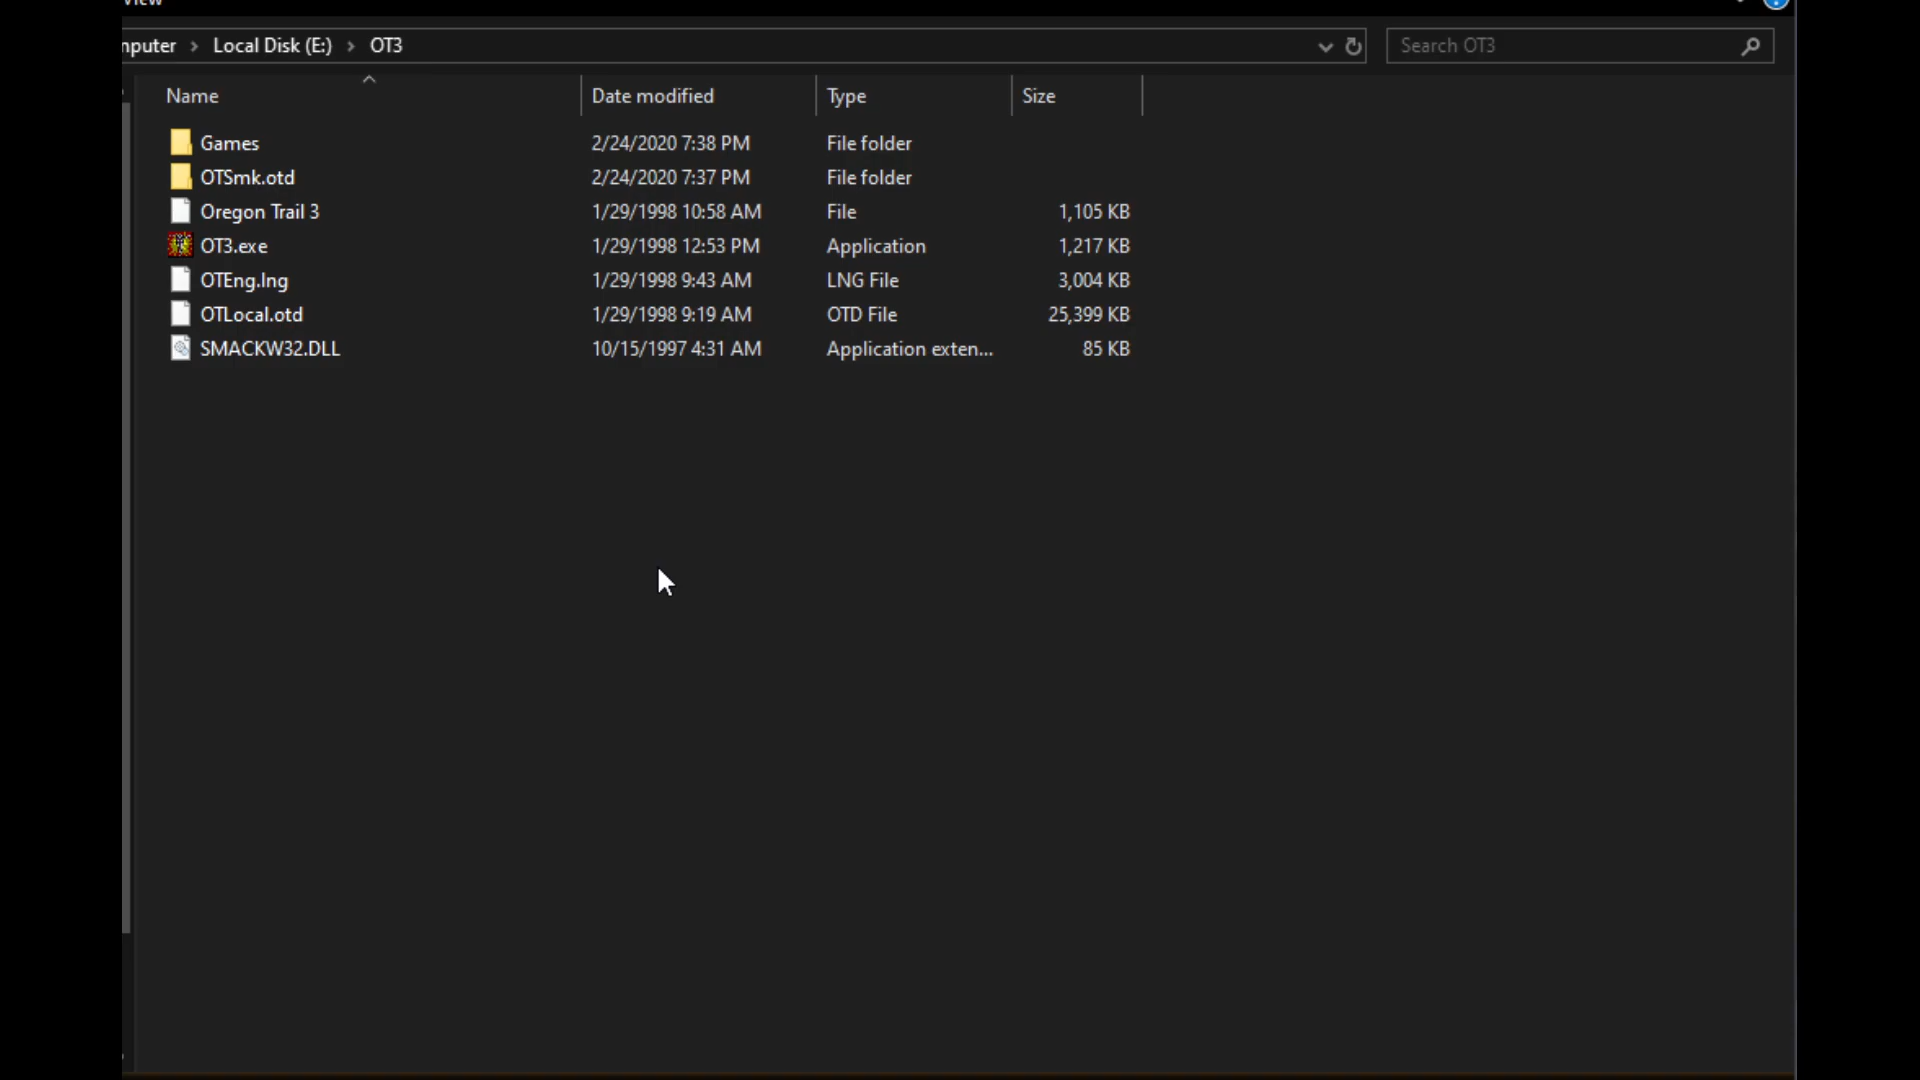 View
mputer > Local Disk (E:) > OT3
Search OT3
Name Date modified Type Size
Games 2/24/2020 7:38 PM File folder
OTSmk.otd 2/24/2020 7:37 PM File folder
Oregon Trail 3 1/29/1998 10:58 AM File 1,105 KB
OT3.exe 1/29/1998 12:53 PM Application 1,217 KB
OTEng.lng 1/29/1998 9:43 AM LNG File 3,004 KB
OTLocal.otd 1/29/1998 9:19 AM OTD File 25,399 KB
SMACKW32.DLL 10/15/1997 4:31 AM Application exten... 85 KB